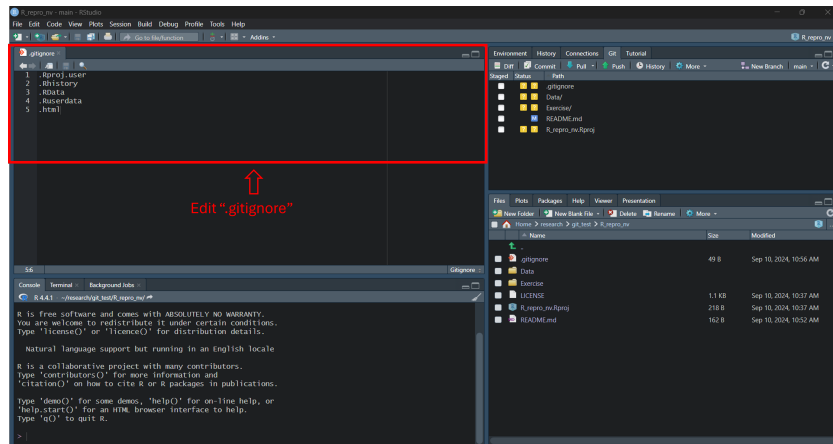 R_repro_nv - main - RStudio
File Edit Code View Plots Session Build Debug Profile Tools Help
Go to file/function Addins
R_repro_nv
.gitignore
1 .Rproj.user
2 .Rhistory
3 .RData
4 .Ruserdata
5 .html
Edit “.gitignore”
5:6 Gitignore
Console Terminal Background Jobs
R 4.4.1 ~/research/git_test/R_repro_nv/
R is free software and comes with ABSOLUTELY NO WARRANTY.
You are welcome to redistribute it under certain conditions.
Type 'license()' or 'licence()' for distribution details.
Natural language support but running in an English locale
R is a collaborative project with many contributors.
Type 'contributors()' for more information and
'citation()' on how to cite R or R packages in publications.
Type 'demo()' for some demos, 'help()' for on-line help, or
'help.start()' for an HTML browser interface to help.
Type 'q()' to quit R.
>
Environment History Connections Git Tutorial
Diff Commit Pull Push History More New Branch main
Staged Status Path
.gitignore
Data/
Exercise/
M README.md
R_repro_nv.Rproj
Files Plots Packages Help Viewer Presentation
New Folder New Blank File Delete Rename More
Home research git_test R_repro_nv
Name Size Modified
..
.gitignore 49 B Sep 10, 2024, 10:56 AM
Data
Exercise
LICENSE 1.1 KB Sep 10, 2024, 10:37 AM
R_repro_nv.Rproj 218 B Sep 10, 2024, 10:37 AM
README.md 162 B Sep 10, 2024, 10:52 AM